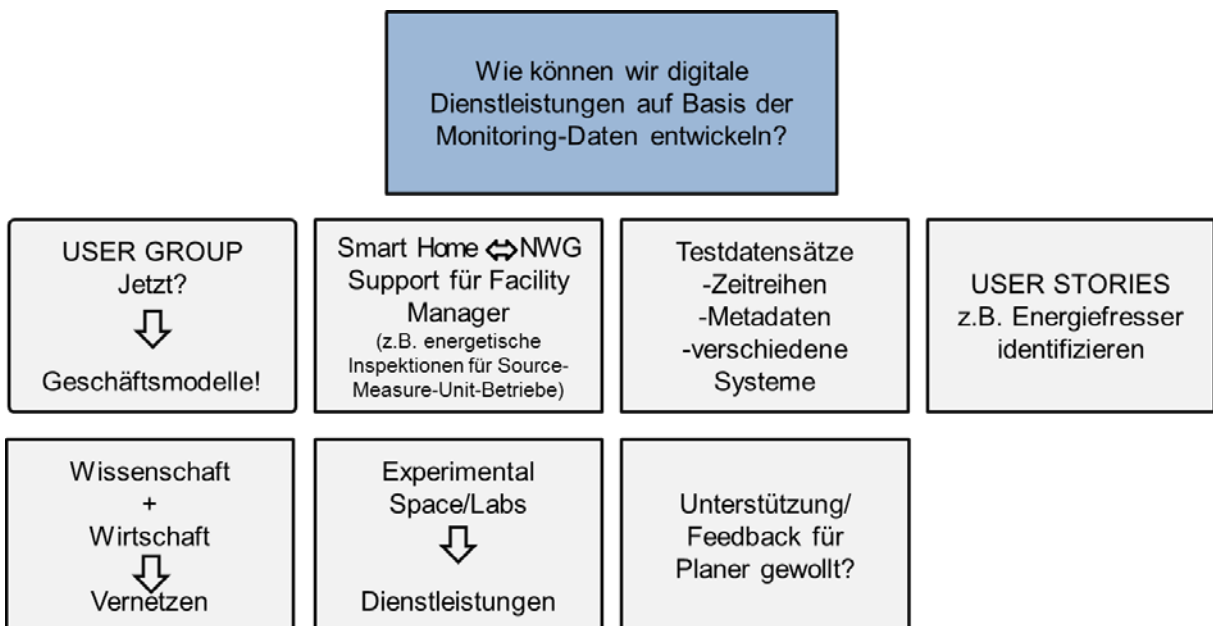 Wie können wir digitale
Dienstleistungen auf Basis der
Monitoring-Daten entwickeln?
USER GROUP
Jetzt?
Geschäftsmodelle!
Smart Home ⇔ NWG
Support für Facility
Manager
(z.B. energetische
Inspektionen für Source-
Measure-Unit-Betriebe)
Testdatensätze
-Zeitreihen
-Metadaten
-verschiedene
Systeme
USER STORIES
z.B. Energiefresser
identifizieren
Wissenschaft
+
Wirtschaft
Vernetzen
Experimental
Space/Labs
Dienstleistungen
Unterstützung/
Feedback für
Planer gewollt?